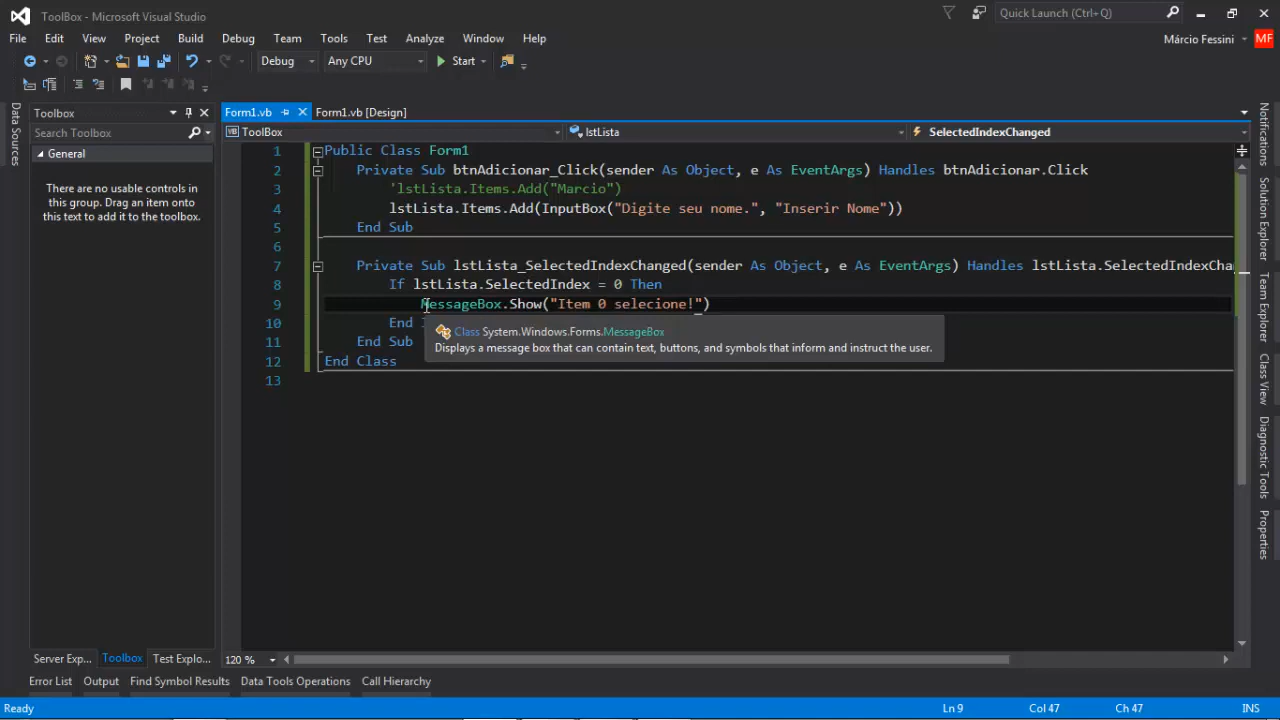 ToolBox - Microsoft Visual Studio
Quick Launch (Ctrl+Q)
File Edit View Project Build Debug Team Tools Test Analyze Window Help
Márcio Fessini MF
Debug Any CPU Start
Data Sources
Toolbox
Search Toolbox
General
There are no usable controls in
this group. Drag an item onto
this text to add it to the toolbox.
Server Exp... Toolbox Test Explo...
Form1.vb Form1.vb [Design]
VB ToolBox lstLista SelectedIndexChanged
1 Public Class Form1
2 Private Sub btnAdicionar_Click(sender As Object, e As EventArgs) Handles btnAdicionar.Click
3 'lstLista.Items.Add("Marcio")
4 lstLista.Items.Add(InputBox("Digite seu nome.", "Inserir Nome"))
5 End Sub
6
7 Private Sub lstLista_SelectedIndexChanged(sender As Object, e As EventArgs) Handles lstLista.SelectedIndexCha
8 If lstLista.SelectedIndex = 0 Then
9 MessageBox.Show("Item 0 selecione!")
10 End
Class System.Windows.Forms.MessageBox
Displays a message box that can contain text, buttons, and symbols that inform and instruct the user.
11 End Sub
12 End Class
13
120 %
Notifications
Solution Explorer
Team Explorer
Class View
Diagnostic Tools
Properties
Error List Output Find Symbol Results Data Tools Operations Call Hierarchy
Ready Ln 9 Col 47 Ch 47 INS